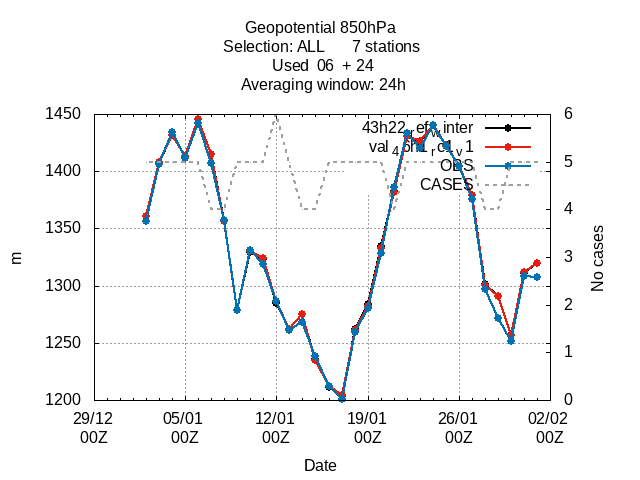 Geopotential 850hPa
Selection: ALL 7 stations
Used 06 + 24
Averaging window: 24h
1450
1400
1350
1300
1250
1200
m
6
5
4
3
2
1
0
No cases
43h22_ref_winter
OBS
CASES
29/12 05/01 12/01 19/01 26/01 02/02
00Z 00Z 00Z 00Z 00Z 00Z
Date